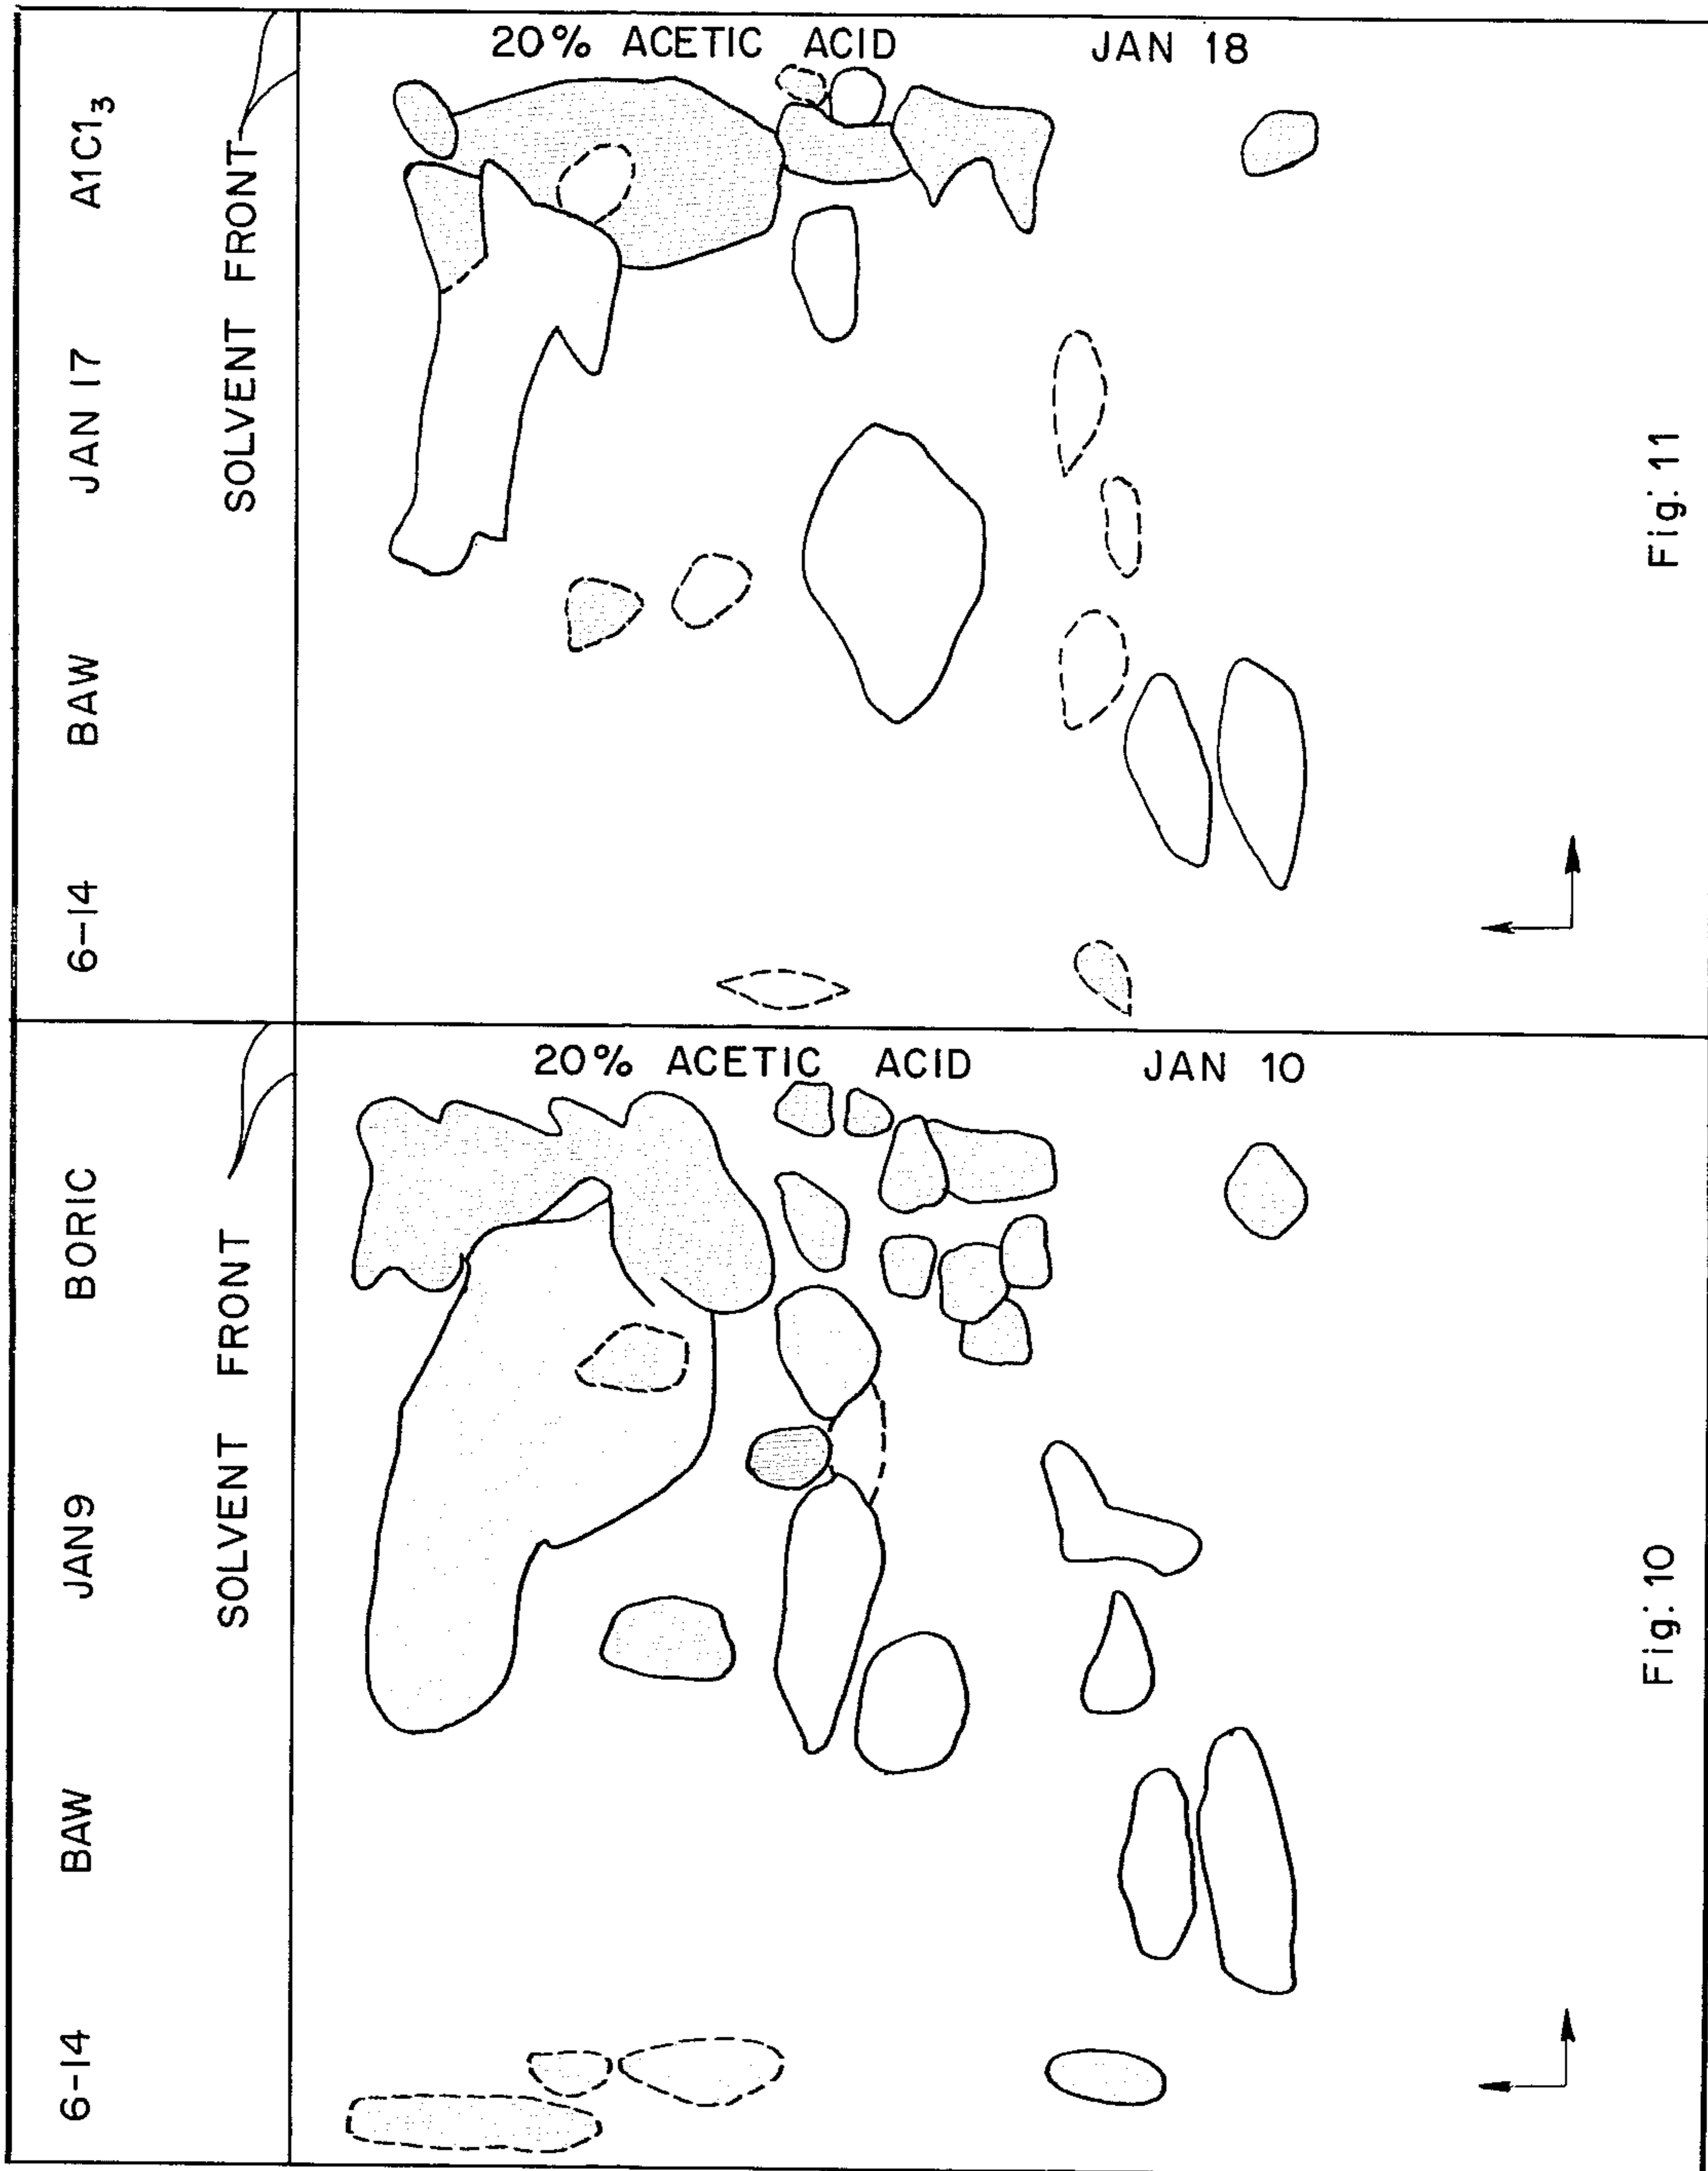 20% ACETIC ACID JAN 18
6-14 BAW JAN 17 AlCl₃
SOLVENT FRONT
Fig. 11
20% ACETIC ACID JAN 10
6-14 BAW JAN9 BORIC
SOLVENT FRONT
Fig. 10